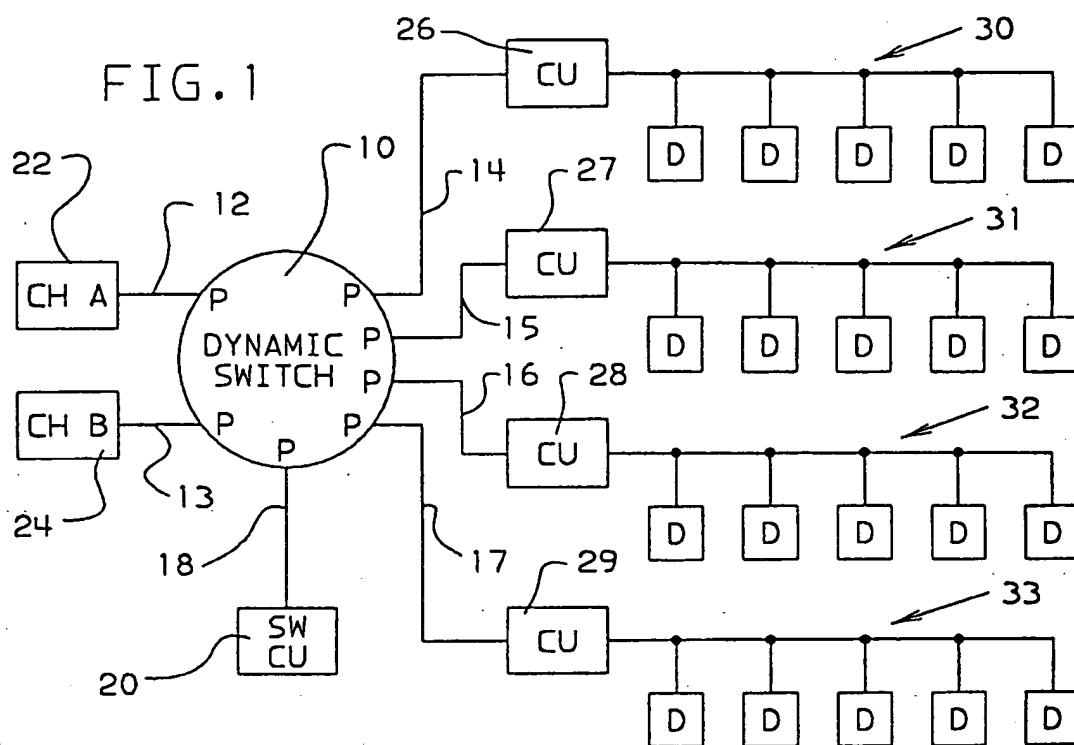 FIG. 1
26
CU
30
D D D D D
22
10
14
27
12
31
CH A
P
P
CU
15
D D D D D
P
DYNAMIC
SWITCH
P
16
28
32
CH B
P
P
P
CU
24
13
D D D D D
18
17
29
33
SW
CU
CU
20
D D D D D